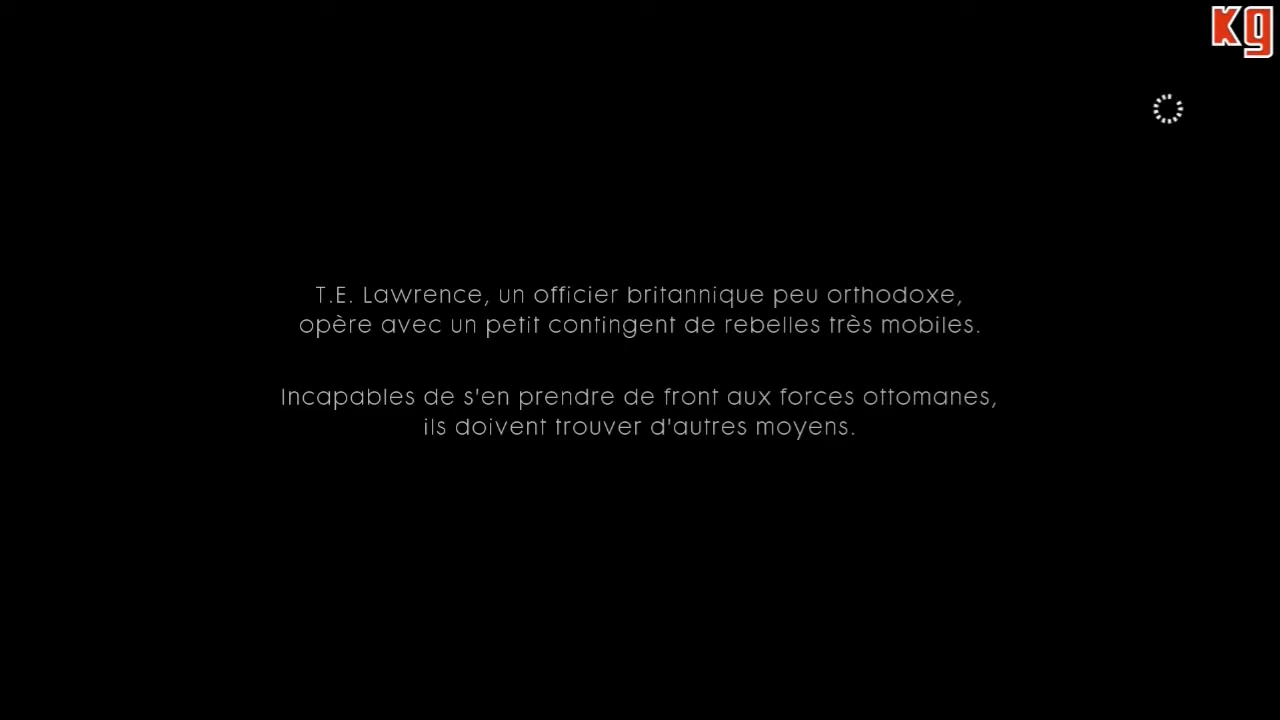 Kg
T.E. Lawrence, un officier britannique peu orthodoxe,
opère avec un petit contingent de rebelles très mobiles.
Incapables de s'en prendre de front aux forces ottomanes,
ils doivent trouver d'autres moyens.